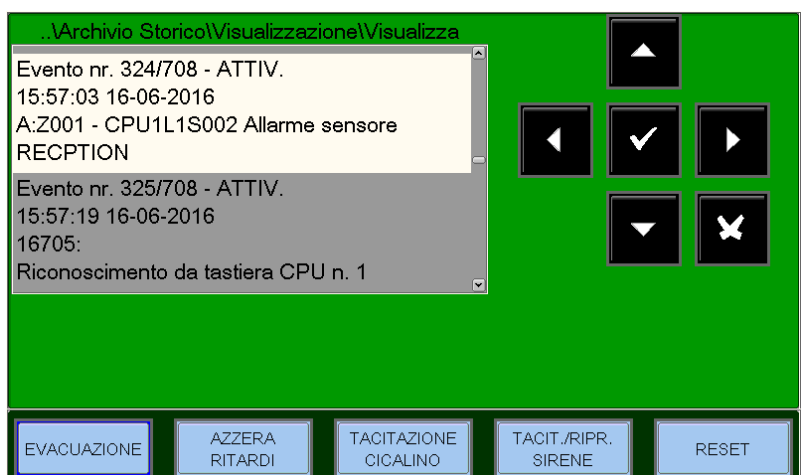 ..\Archivio Storico\Visualizzazione\Visualizza
Evento nr. 324/708 - ATTIV.
15:57:03 16-06-2016
A:Z001 - CPU1L1S002 Allarme sensore
RECPTION
Evento nr. 325/708 - ATTIV.
15:57:19 16-06-2016
16705:
Riconoscimento da tastiera CPU n. 1
EVACUAZIONE
AZZERA
RITARDI
TACITAZIONE
CICALINO
TACIT./RIPR.
SIRENE
RESET